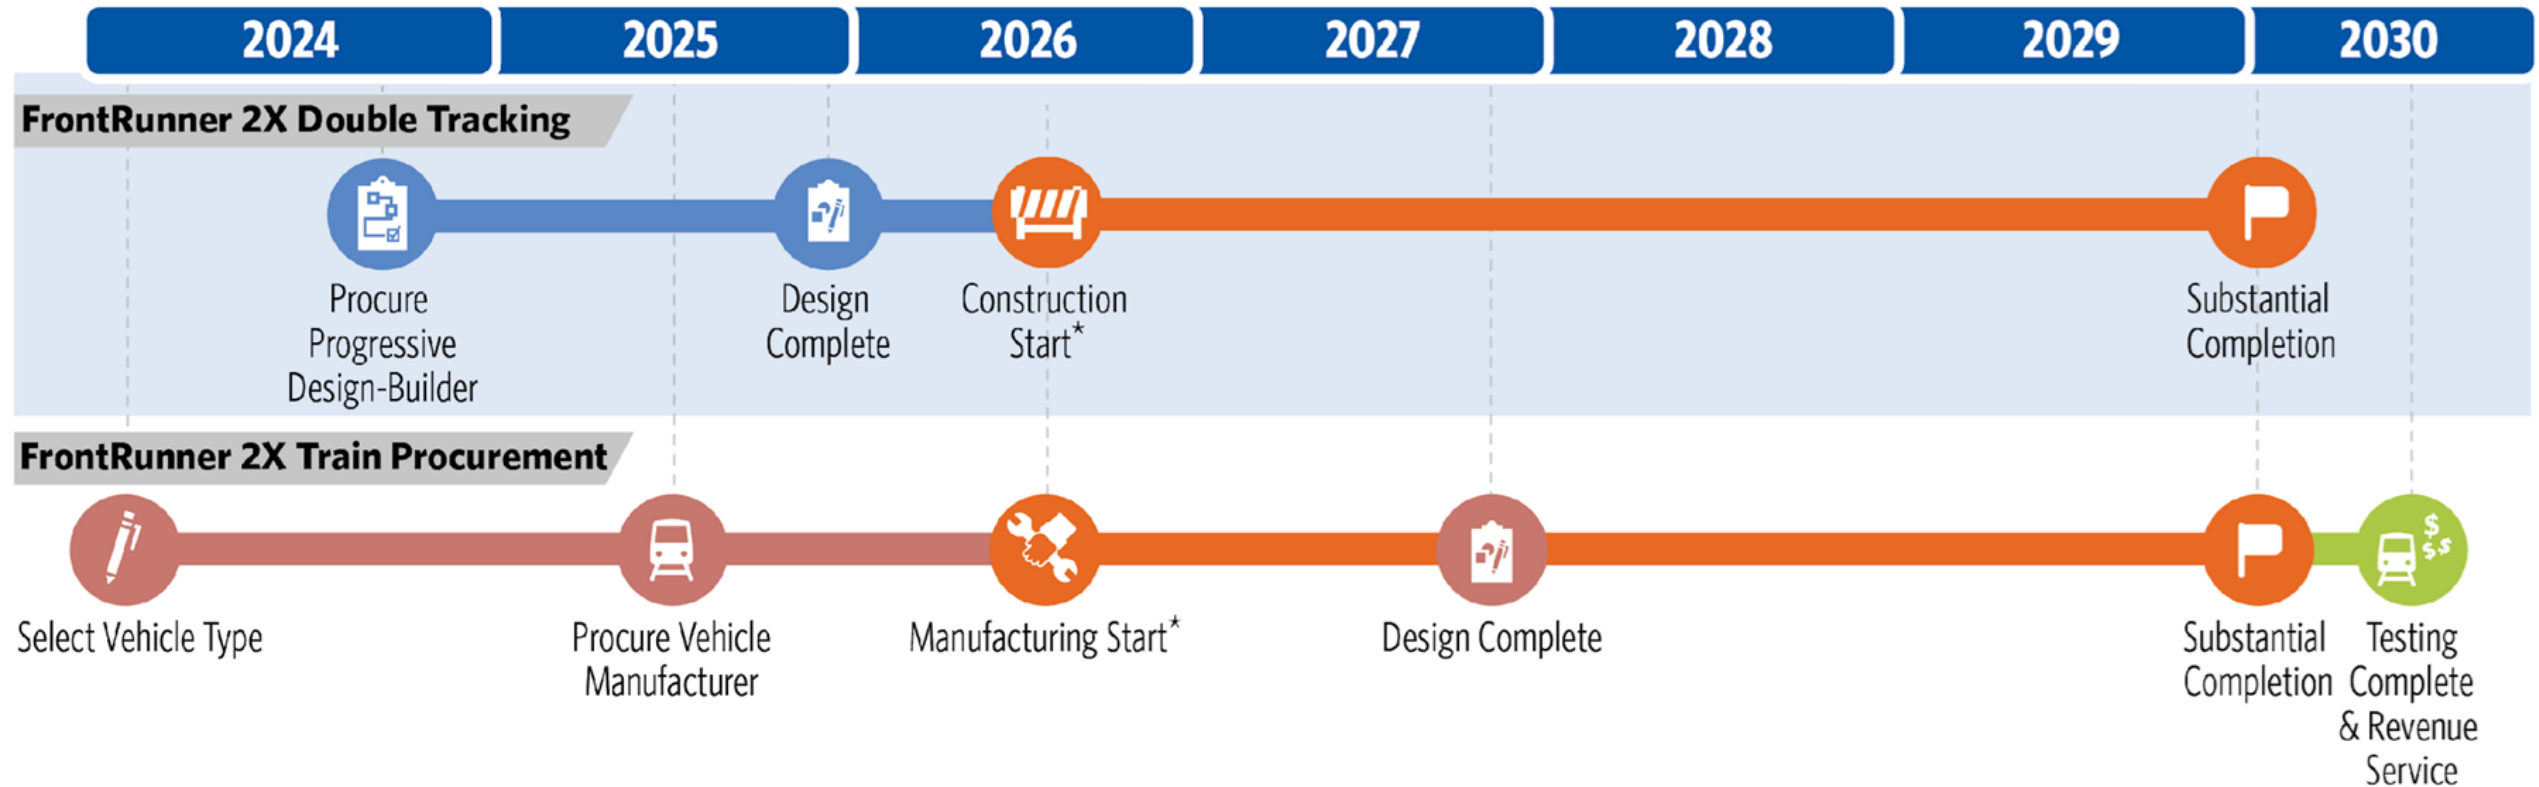 2024 2025 2026 2027 2028 2029 2030
FrontRunner 2X Double Tracking
Procure
Progressive
Design-Builder
Design
Complete
Construction
Start*
Substantial
Completion
FrontRunner 2X Train Procurement
$
$$
Select Vehicle Type
Procure Vehicle
Manufacturer
Manufacturing Start*
Design Complete
Substantial
Completion
Testing
Complete
& Revenue
Service